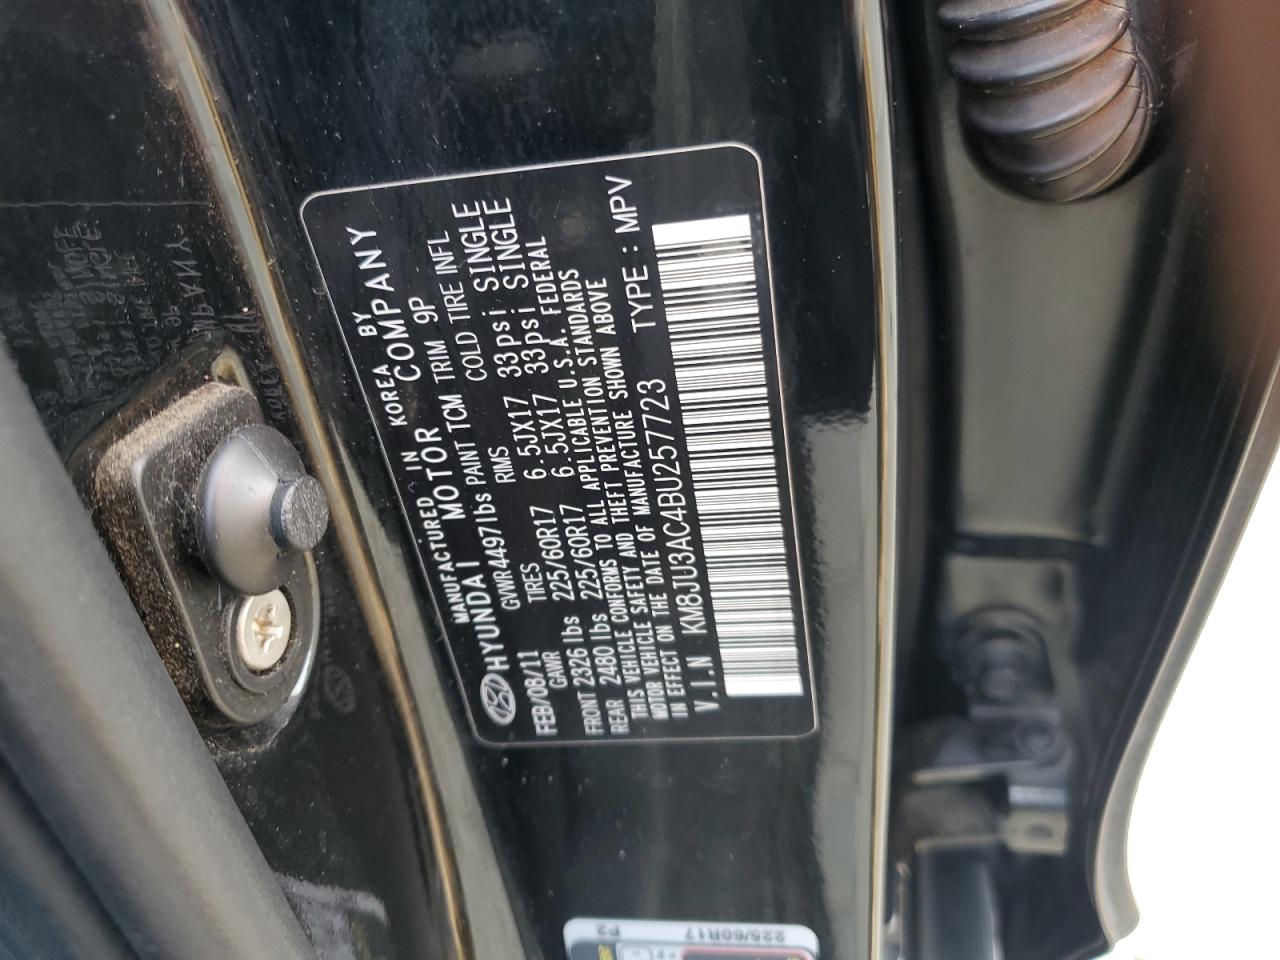 MANUFACTURED IN KOREA BY
HYUNDAI MOTOR COMPANY
FEB/08/11 GVWR 4497lbs PAINT TCM TRIM 9P
GAWR TIRES RIMS COLD TIRE INFL
FRONT 2326 lbs 225/60R17 6.5JX17 33psi SINGLE
REAR 2480 lbs 225/60R17 6.5JX17 33psi SINGLE
THIS VEHICLE CONFORMS TO ALL APPLICABLE U.S.A. FEDERAL
MOTOR VEHICLE SAFETY AND THEFT PREVENTION STANDARDS
IN EFFECT ON THE DATE OF MANUFACTURE SHOWN ABOVE
V.I.N KM8JU3AC4BU257723 TYPE : MPV
225/60R17